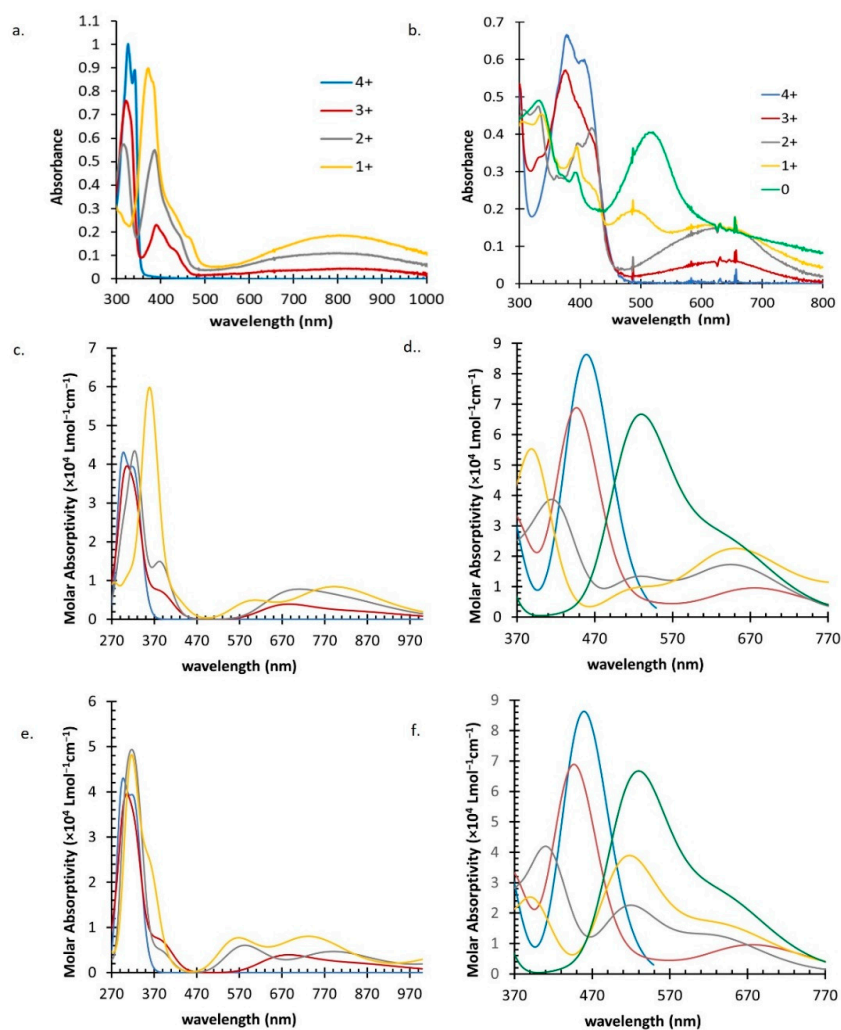 a.
1.1
1
0.9
0.8
0.7
0.6
0.5
0.4
0.3
0.2
0.1
0
Absorbance
4+
3+
2+
1+
300 400 500 600 700 800 900 1000
wavelength (nm)
b.
0.7
0.6
0.5
0.4
0.3
0.2
0.1
0
Absorbance
4+
3+
2+
1+
0
300 400 500 600 700 800
wavelength (nm)
c.
7
6
5
4
3
2
1
0
Molar Absorptivity (×10⁴ Lmol⁻¹cm⁻¹)
270 370 470 570 670 770 870 970
wavelength (nm)
d..
9
8
7
6
5
4
3
2
1
0
Molar Absorptivity (×10⁴ Lmol⁻¹cm⁻¹)
370 470 570 670 770
wavelength (nm)
e.
6
5
4
3
2
1
0
Molar Absorptivity (×10⁴ Lmol⁻¹cm⁻¹)
270 370 470 570 670 770 870 970
wavelength (nm)
f.
9
8
7
6
5
4
3
2
1
0
Molar Absorptivity (×10⁴ Lmol⁻¹cm⁻¹)
370 470 570 670 770
wavelength (nm)